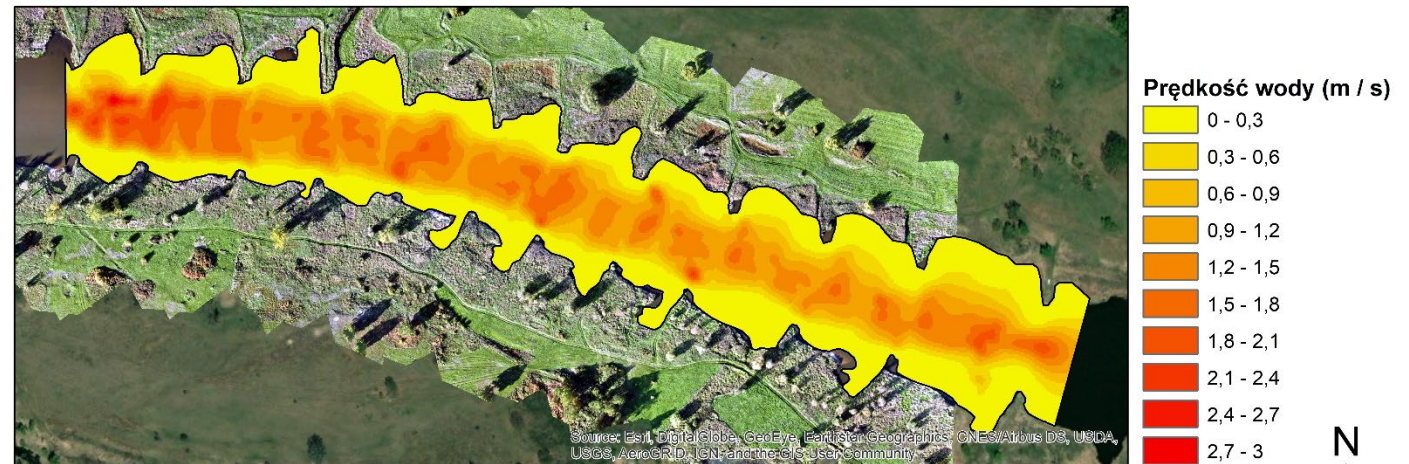 Prędkość wody (m / s)
0 - 0,3
0,3 - 0,6
0,6 - 0,9
0,9 - 1,2
1,2 - 1,5
1,5 - 1,8
1,8 - 2,1
2,1 - 2,4
2,4 - 2,7
2,7 - 3
N
Source: Esri, DigitalGlobe, GeoEye, Earthstar Geographics, CNES/Airbus DS, USDA,
USGS, AeroGRID, IGN, and the GIS User Community